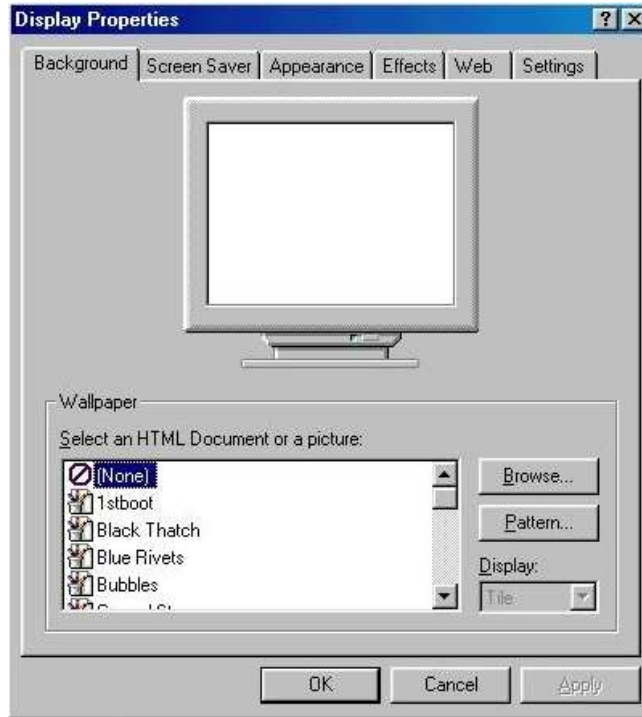 Display Properties
Background Screen Saver Appearance Effects Web Settings
Wallpaper
Select an HTML Document or a picture:
(None)
1stboot
Black Thatch
Blue Rivets
Bubbles
Browse...
Pattern...
Display:
Tile
OK Cancel Apply